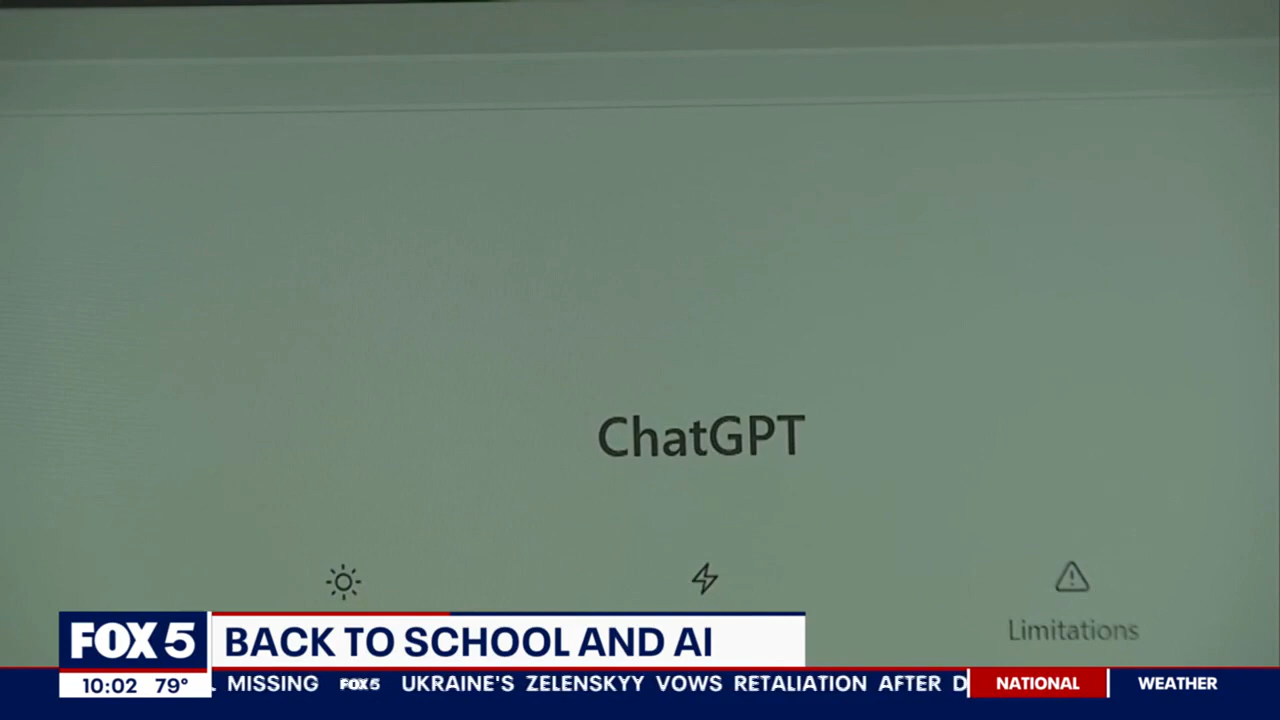 ChatGPT
Limitations
FOX 5
BACK TO SCHOOL AND AI
10:02 79°
MISSING FOX 5 UKRAINE'S ZELENSKYY VOWS RETALIATION AFTER
NATIONAL
WEATHER